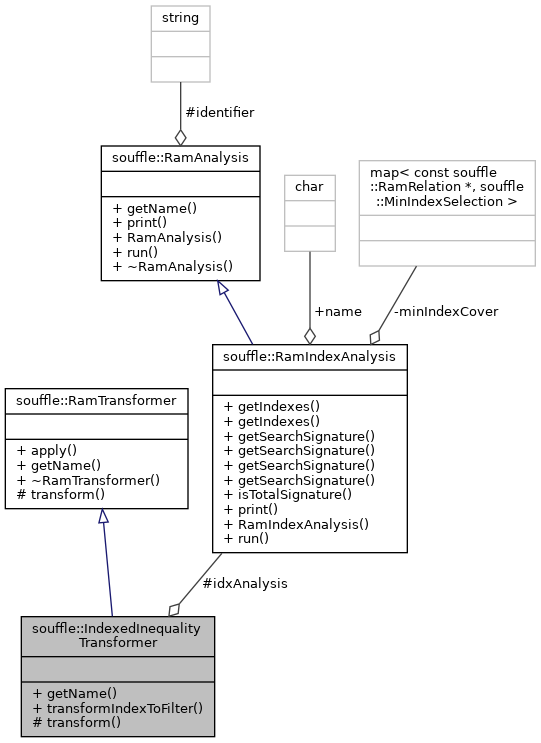 string
#identifier
souffle::RamAnalysis
+ getName()
+ print()
+ RamAnalysis()
+ run()
+ ~RamAnalysis()
char
map< const souffle
::RamRelation *, souffle
::MinIndexSelection >
+name
-minIndexCover
souffle::RamIndexAnalysis
+ getIndexes()
+ getIndexes()
+ getSearchSignature()
+ getSearchSignature()
+ getSearchSignature()
+ getSearchSignature()
+ isTotalSignature()
+ print()
+ RamIndexAnalysis()
+ run()
souffle::RamTransformer
+ apply()
+ getName()
+ ~RamTransformer()
# transform()
#idxAnalysis
souffle::IndexedInequality
Transformer
+ getName()
+ transformIndexToFilter()
# transform()